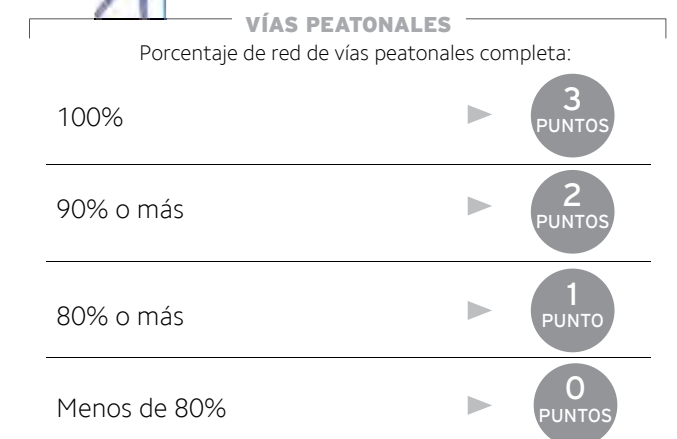 VÍAS PEATONALES
Porcentaje de red de vías peatonales completa:
100%
3
PUNTOS
90% o más
2
PUNTOS
80% o más
1
PUNTO
Menos de 80%
0
PUNTOS